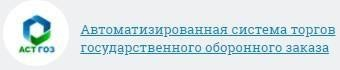 АСТ ГОЗ
Автоматизированная система торгов
государственного оборонного заказа